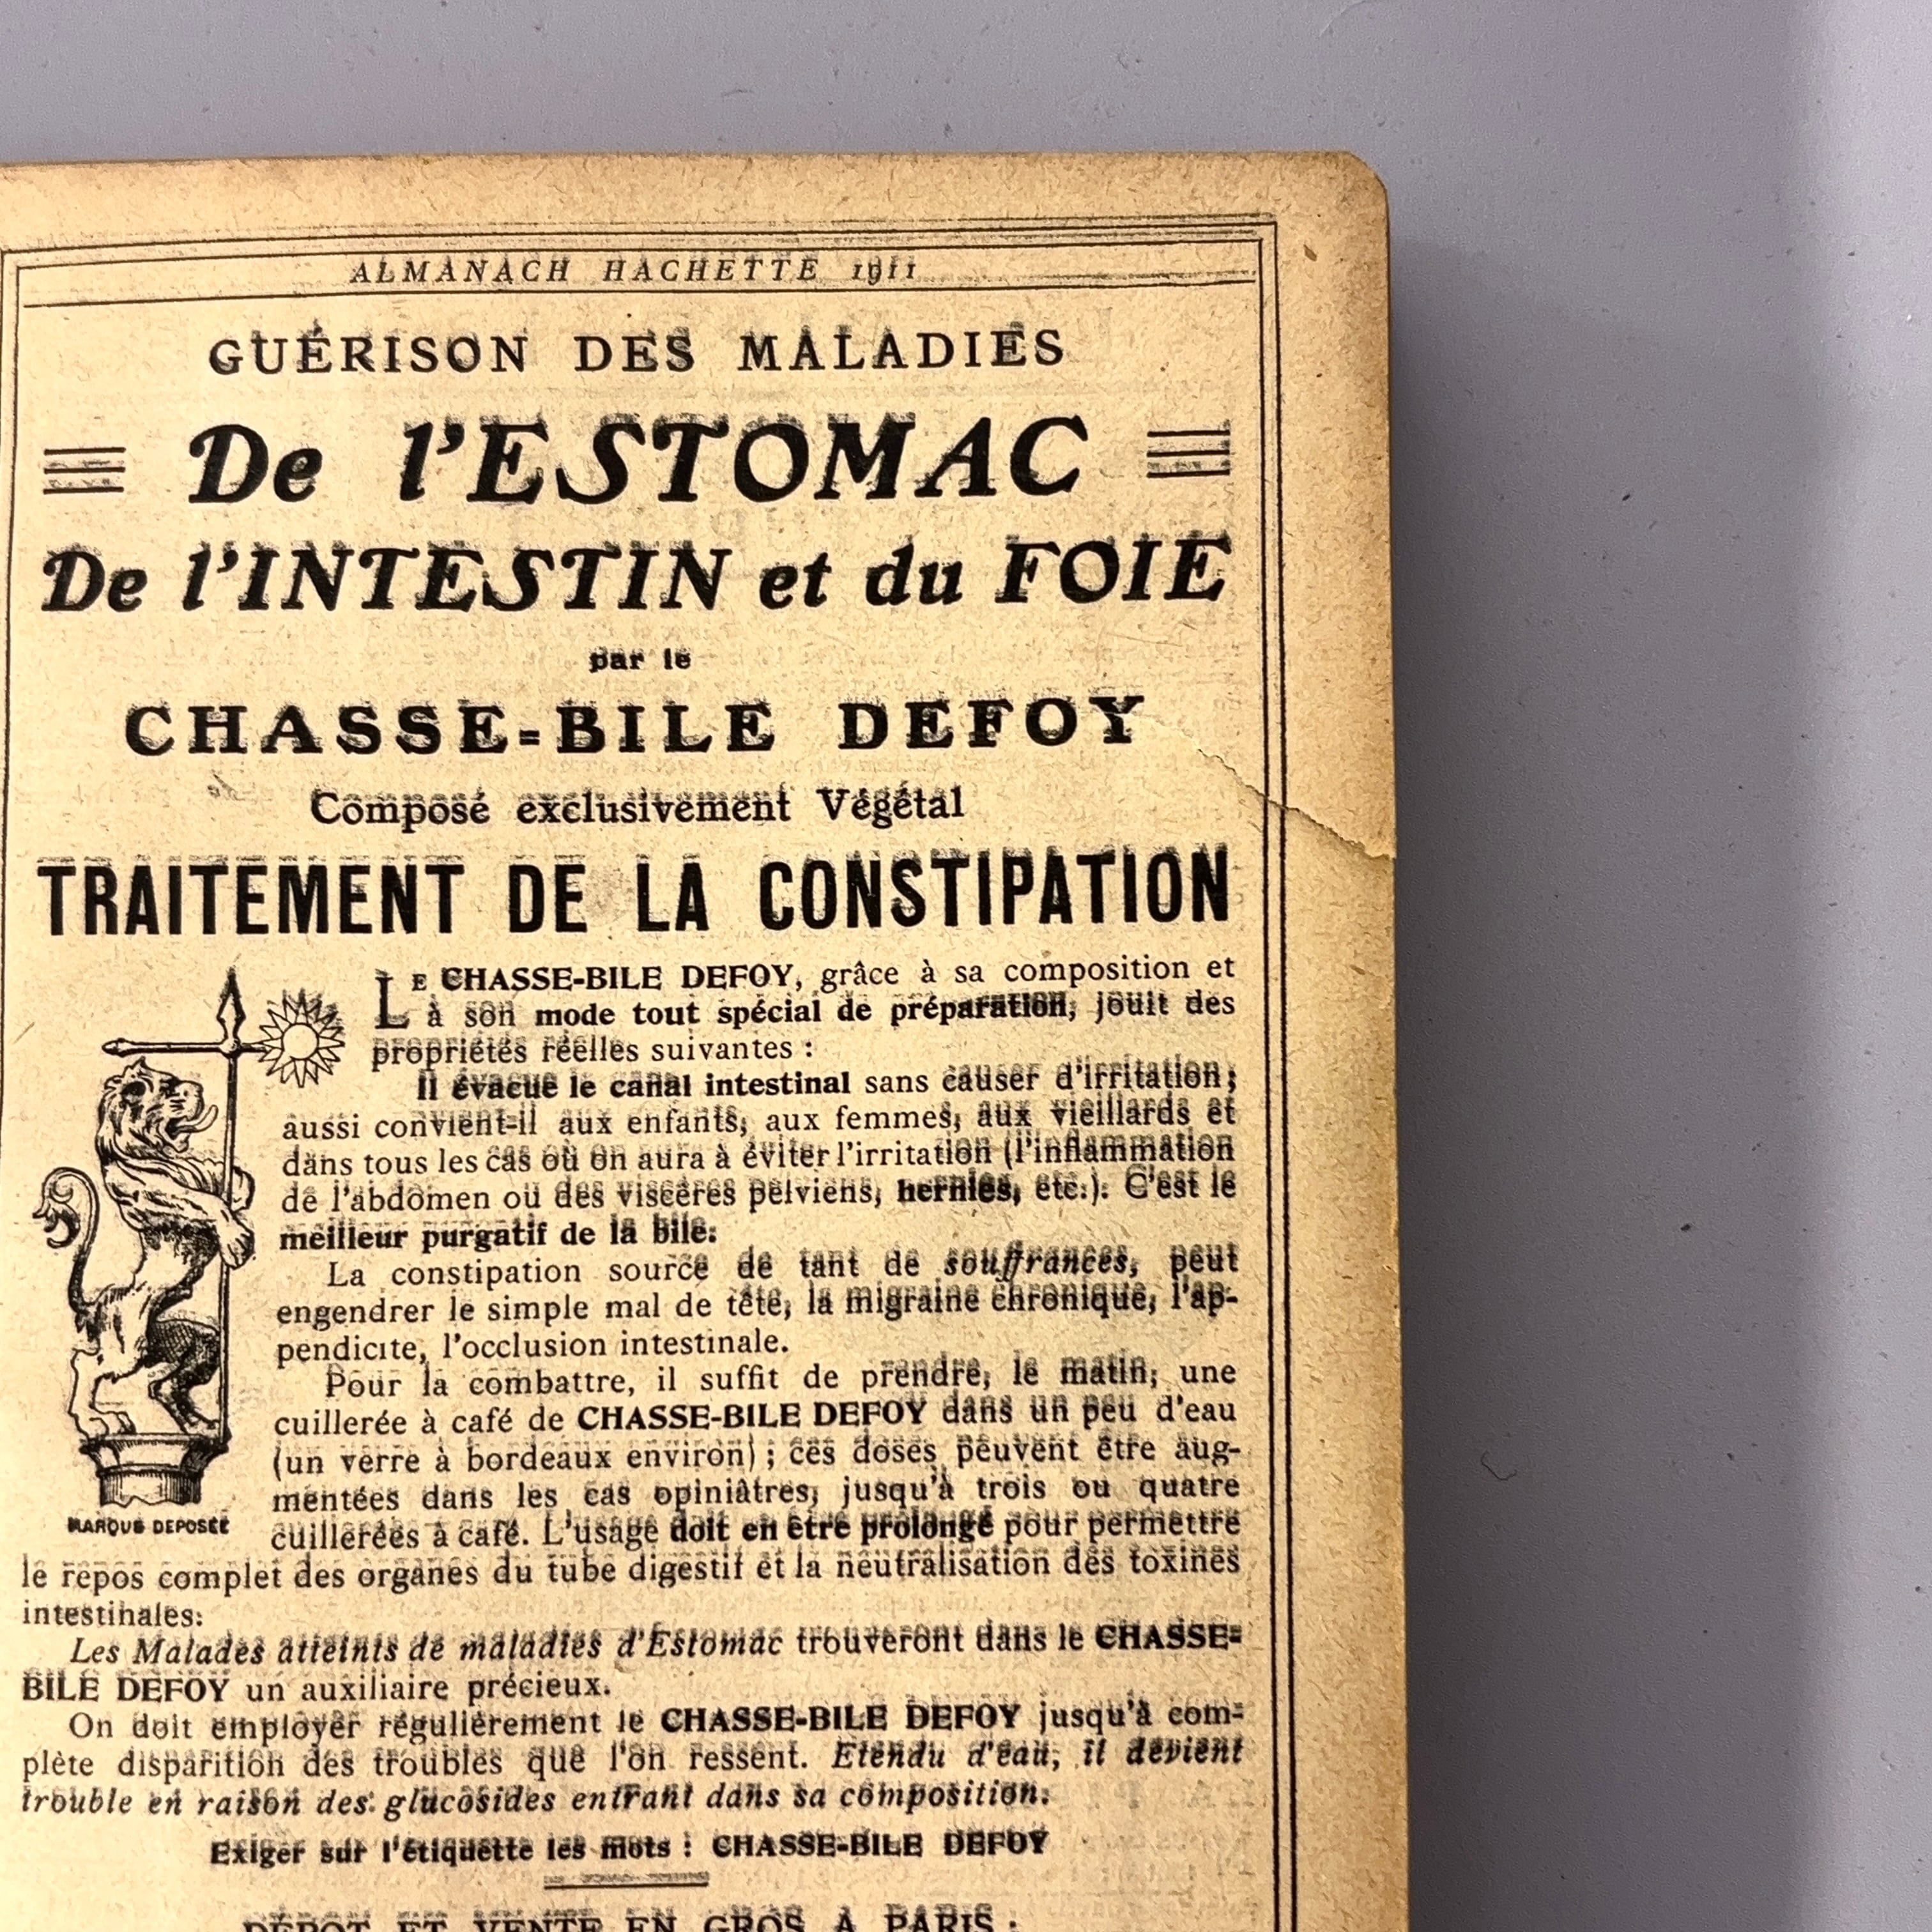 ALMANACH HACHETTE 1911
GUÉRISON DES MALADIES
De l'ESTOMAC
De l'INTESTIN et du FOIE
par le
CHASSE-BILE DEFOY
Composé exclusivement Végétal
TRAITEMENT DE LA CONSTIPATION
LE CHASSE-BILE DEFOY, grâce à sa composition et
à son mode tout spécial de préparation, jouit des
propriétés réelles suivantes :
Il évacue le canal intestinal sans causer d'irritation;
aussi convient-il aux enfants, aux femmes, aux vieillards et
dans tous les cas où on aura à éviter l'irritation (l'inflammation
de l'abdomen ou des viscères pelviens, hernies, etc.). C'est le
meilleur purgatif de la bile.
La constipation source de tant de souffrances, peut
engendrer le simple mal de tête, la migraine chronique, l'ap-
pendicite, l'occlusion intestinale.
Pour la combattre, il suffit de prendre, le matin, une
cuillerée à café de CHASSE-BILE DEFOY dans un peu d'eau
(un verre à bordeaux environ) ; ces doses peuvent être aug-
mentées dans les cas opiniâtres, jusqu'à trois ou quatre
cuillerées à café. L'usage doit en être prolongé pour permettre
le repos complet des organes du tube digestif et la neutralisation des toxines
intestinales.
MARQUE DEPOSÉE
Les Malades atteints de maladies d'Estomac trouveront dans le CHASSE-
BILE DEFOY un auxiliaire précieux.
On doit employer régulièrement le CHASSE-BILE DEFOY jusqu'à com-
plète disparition des troubles que l'on ressent. Etendu d'eau, il devient
trouble en raison des glucosides entrant dans sa composition.
Exiger sur l'étiquette les mots : CHASSE-BILE DEFOY
DÉPOT ET VENTE EN GROS A PARIS :